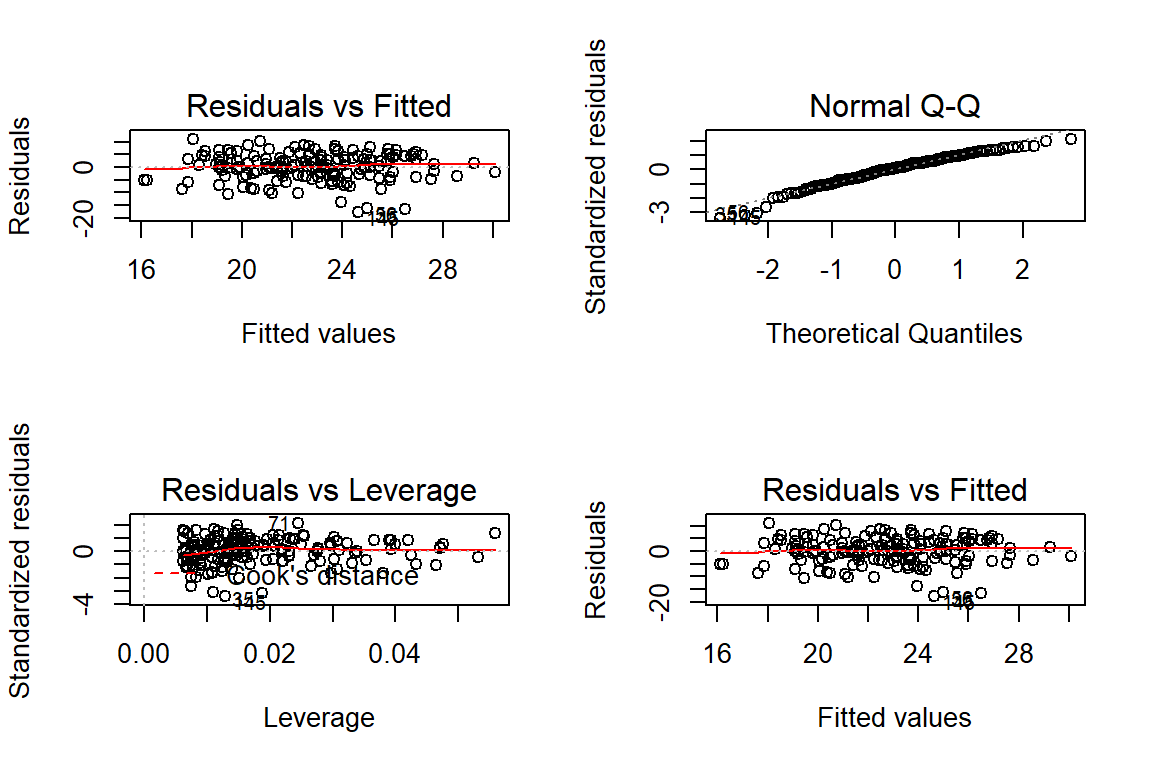 Residuals vs Fitted
Residuals
0
-20
16 20 24 28
Fitted values
Normal Q-Q
Standardized residuals
0
-3
-2 -1 0 1 2
Theoretical Quantiles
Residuals vs Leverage
Standardized residuals
0
-4
71
Cook's distance
145
0.00 0.02 0.04
Leverage
Residuals vs Fitted
Residuals
0
-20
16 20 24 28
Fitted values